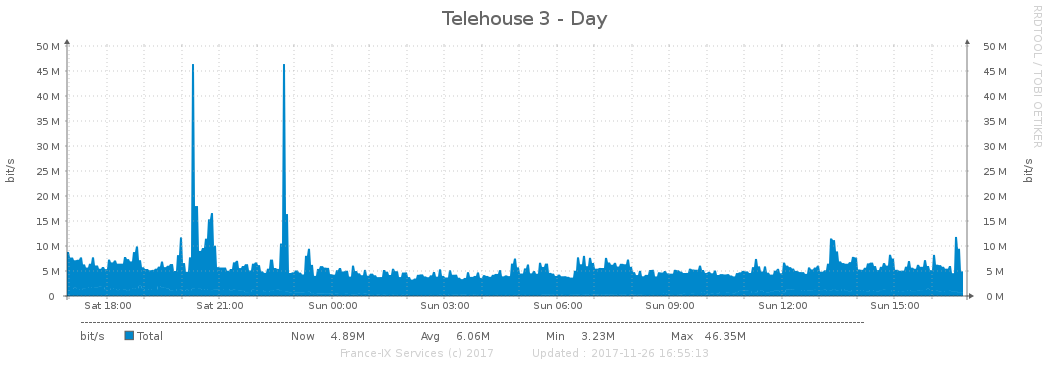 Telehouse 3 - Day
RRDTOOL / TOBI OETIKER
bit/s
50 M 50 M
45 M 45 M
40 M 40 M
35 M 35 M
30 M 30 M
25 M 25 M
20 M 20 M
15 M 15 M
10 M 10 M
5 M 5 M
0 0 M
bit/s
Sat 18:00 Sat 21:00 Sun 00:00 Sun 03:00 Sun 06:00 Sun 09:00 Sun 12:00 Sun 15:00
bit/s Total Now 4.89M Avg 6.06M Min 3.23M Max 46.35M
France-IX Services (c) 2017 Updated : 2017-11-26 16:55:13